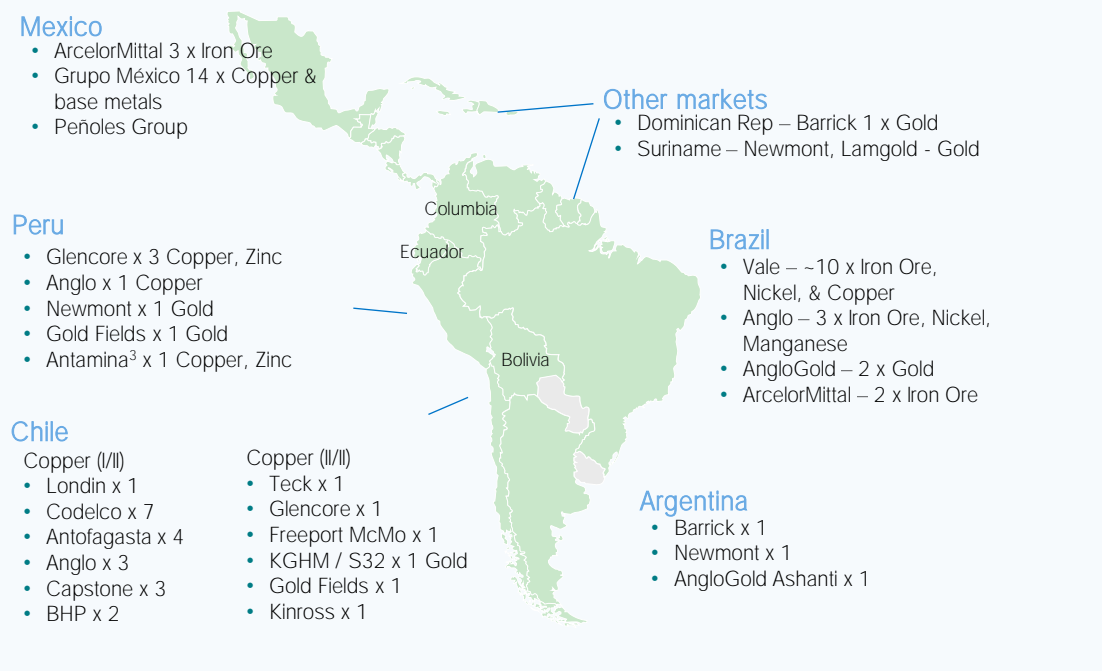 Mexico
• ArcelorMittal 3 x Iron Ore
• Grupo México 14 x Copper &
base metals
• Peñoles Group
Other markets
• Dominican Rep – Barrick 1 x Gold
• Suriname – Newmont, Lamgold - Gold
Columbia
Ecuador
Bolivia
Peru
• Glencore x 3 Copper, Zinc
• Anglo x 1 Copper
• Newmont x 1 Gold
• Gold Fields x 1 Gold
• Antamina³ x 1 Copper, Zinc
Brazil
• Vale – ~10 x Iron Ore,
Nickel, & Copper
• Anglo – 3 x Iron Ore, Nickel,
Manganese
• AngloGold – 2 x Gold
• ArcelorMittal – 2 x Iron Ore
Chile
Copper (I/II)
• Londin x 1
• Codelco x 7
• Antofagasta x 4
• Anglo x 3
• Capstone x 3
• BHP x 2
Copper (II/II)
• Teck x 1
• Glencore x 1
• Freeport McMo x 1
• KGHM / S32 x 1 Gold
• Gold Fields x 1
• Kinross x 1
Argentina
• Barrick x 1
• Newmont x 1
• AngloGold Ashanti x 1